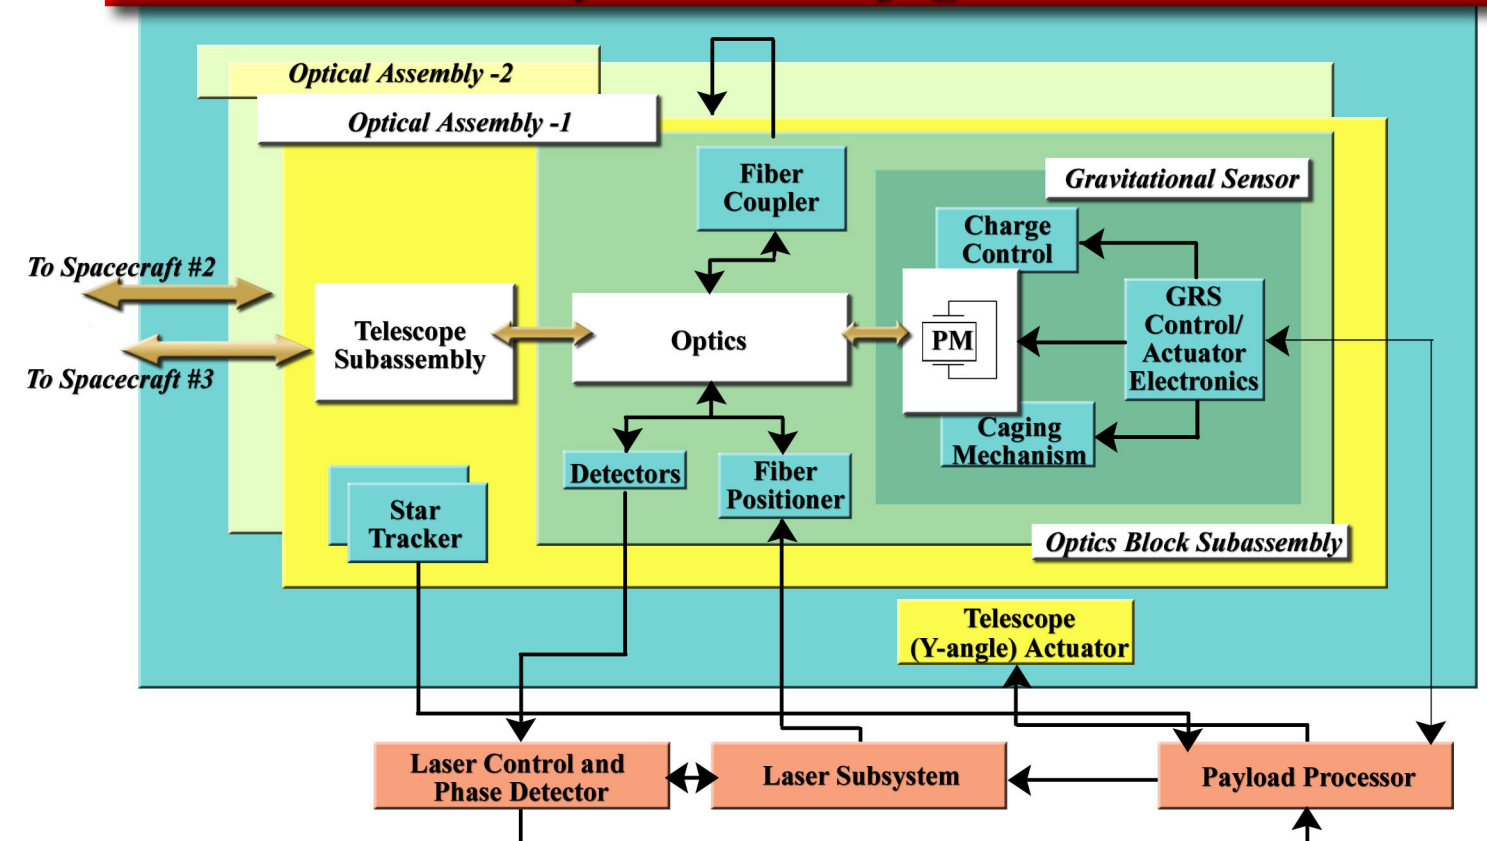 Optical Assembly -2
Optical Assembly -1
Fiber
Coupler
Gravitational Sensor
Charge
Control
To Spacecraft #2
GRS
Control/
Actuator
Electronics
Telescope
Subassembly
Optics
PM
To Spacecraft #3
Caging
Mechanism
Detectors
Fiber
Positioner
Star
Tracker
Optics Block Subassembly
Telescope
(Y-angle) Actuator
Laser Control and
Phase Detector
Laser Subsystem
Payload Processor